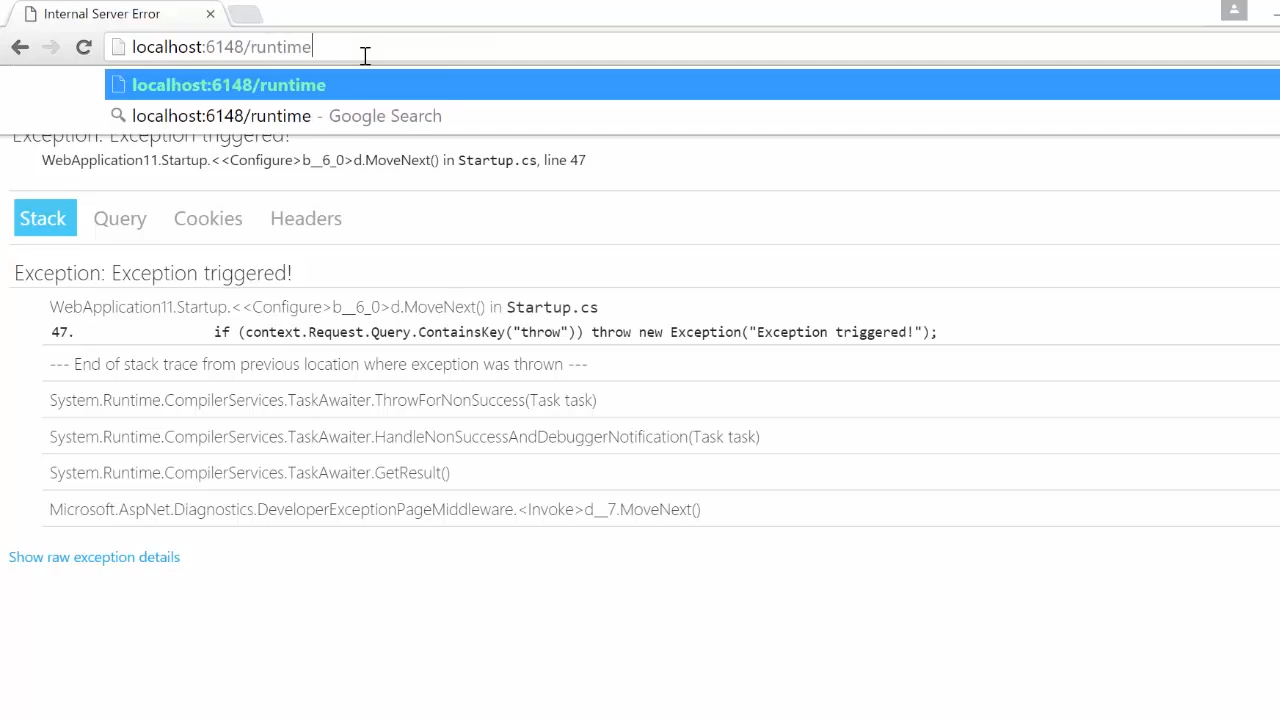 Internal Server Error
localhost:6148/runtime
localhost:6148/runtime
localhost:6148/runtime - Google Search
Exception: Exception triggered!
WebApplication11.Startup.<<Configure>b__6_0>d.MoveNext() in Startup.cs, line 47
Stack Query Cookies Headers
Exception: Exception triggered!
WebApplication11.Startup.<<Configure>b__6_0>d.MoveNext() in Startup.cs
47. if (context.Request.Query.ContainsKey("throw")) throw new Exception("Exception triggered!");
--- End of stack trace from previous location where exception was thrown ---
System.Runtime.CompilerServices.TaskAwaiter.ThrowForNonSuccess(Task task)
System.Runtime.CompilerServices.TaskAwaiter.HandleNonSuccessAndDebuggerNotification(Task task)
System.Runtime.CompilerServices.TaskAwaiter.GetResult()
Microsoft.AspNet.Diagnostics.DeveloperExceptionPageMiddleware.<Invoke>d__7.MoveNext()
Show raw exception details